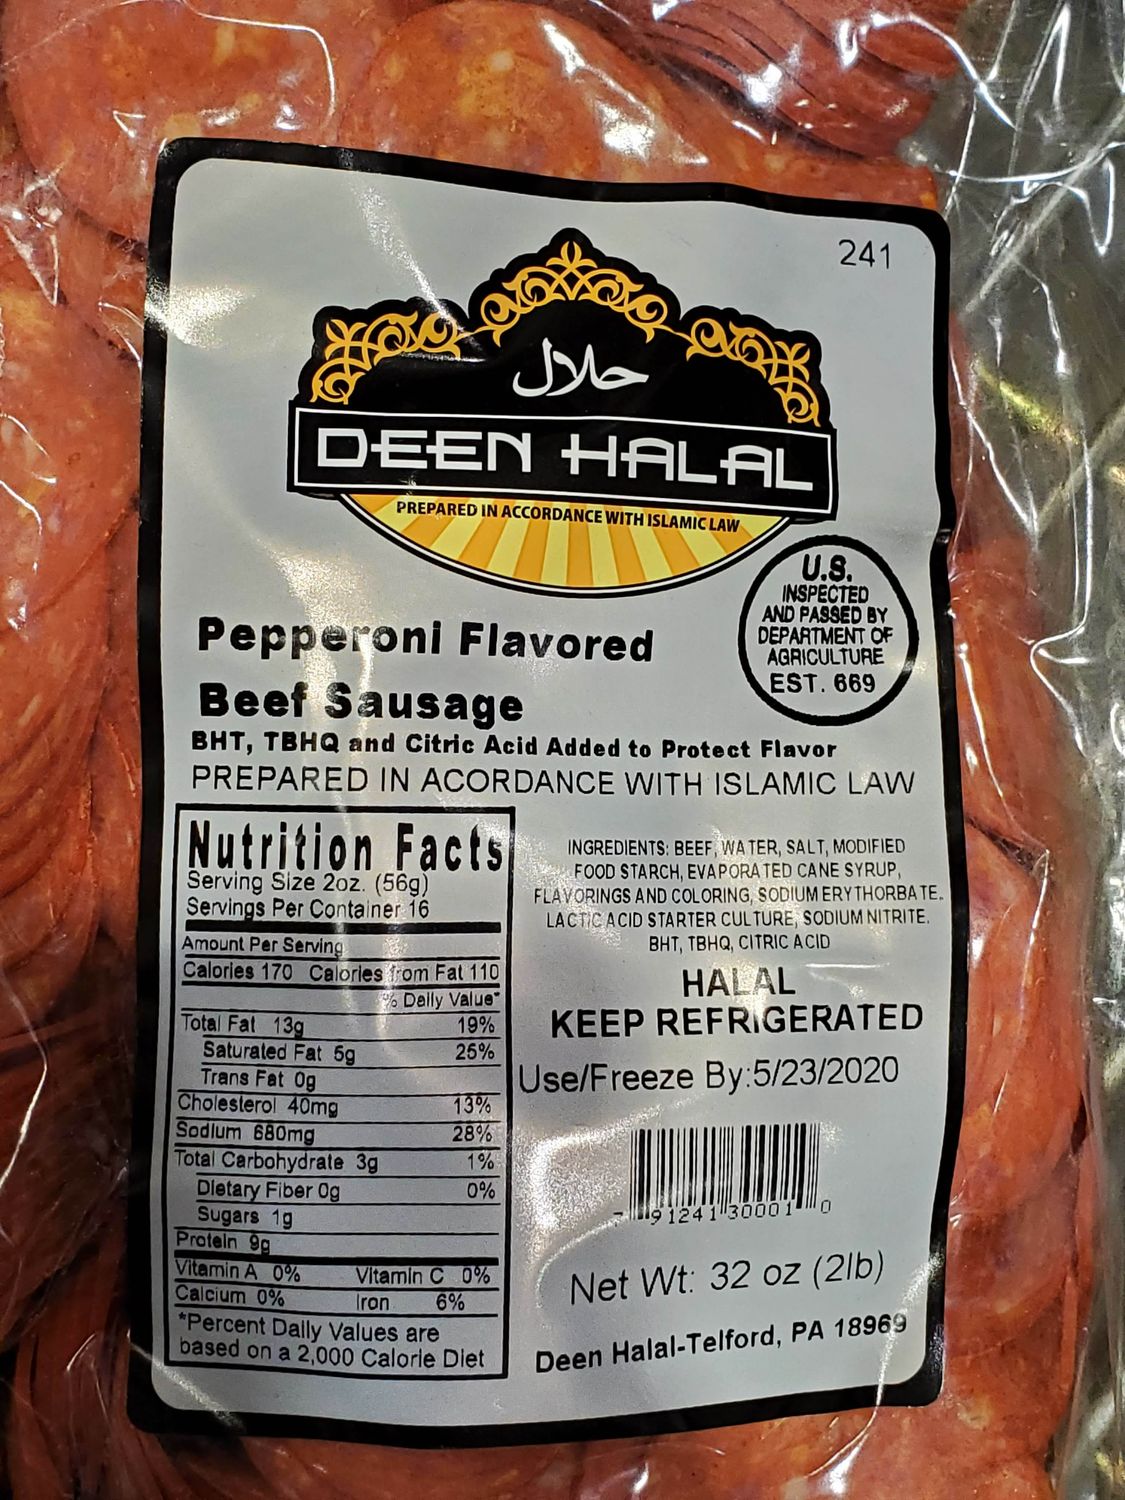 241
حلال
DEEN HALAL
PREPARED IN ACCORDANCE WITH ISLAMIC LAW
U.S.
INSPECTED
AND PASSED BY
DEPARTMENT OF
AGRICULTURE
EST. 669
Pepperoni Flavored
Beef Sausage
BHT, TBHQ and Citric Acid Added to Protect Flavor
PREPARED IN ACORDANCE WITH ISLAMIC LAW
Nutrition Facts
Serving Size 2oz. (56g)
Servings Per Container 16
Amount Per Serving
Calories 170 Calories from Fat 110
% Daily Value*
Total Fat 13g 19%
Saturated Fat 5g 25%
Trans Fat 0g
Cholesterol 40mg 13%
Sodium 680mg 28%
Total Carbohydrate 3g 1%
Dietary Fiber 0g 0%
Sugars 1g
Protein 9g
Vitamin A 0% Vitamin C 0%
Calcium 0% Iron 6%
*Percent Daily Values are
based on a 2,000 Calorie Diet
INGREDIENTS: BEEF, WATER, SALT, MODIFIED
FOOD STARCH, EVAPORATED CANE SYRUP,
FLAVORINGS AND COLORING, SODIUM ERYTHORBATE.
LACTIC ACID STARTER CULTURE, SODIUM NITRITE.
BHT, TBHQ, CITRIC ACID
HALAL
KEEP REFRIGERATED
Use/Freeze By:5/23/2020
7 91241 30001 0
Net Wt: 32 oz (2lb)
Deen Halal-Telford, PA 18969